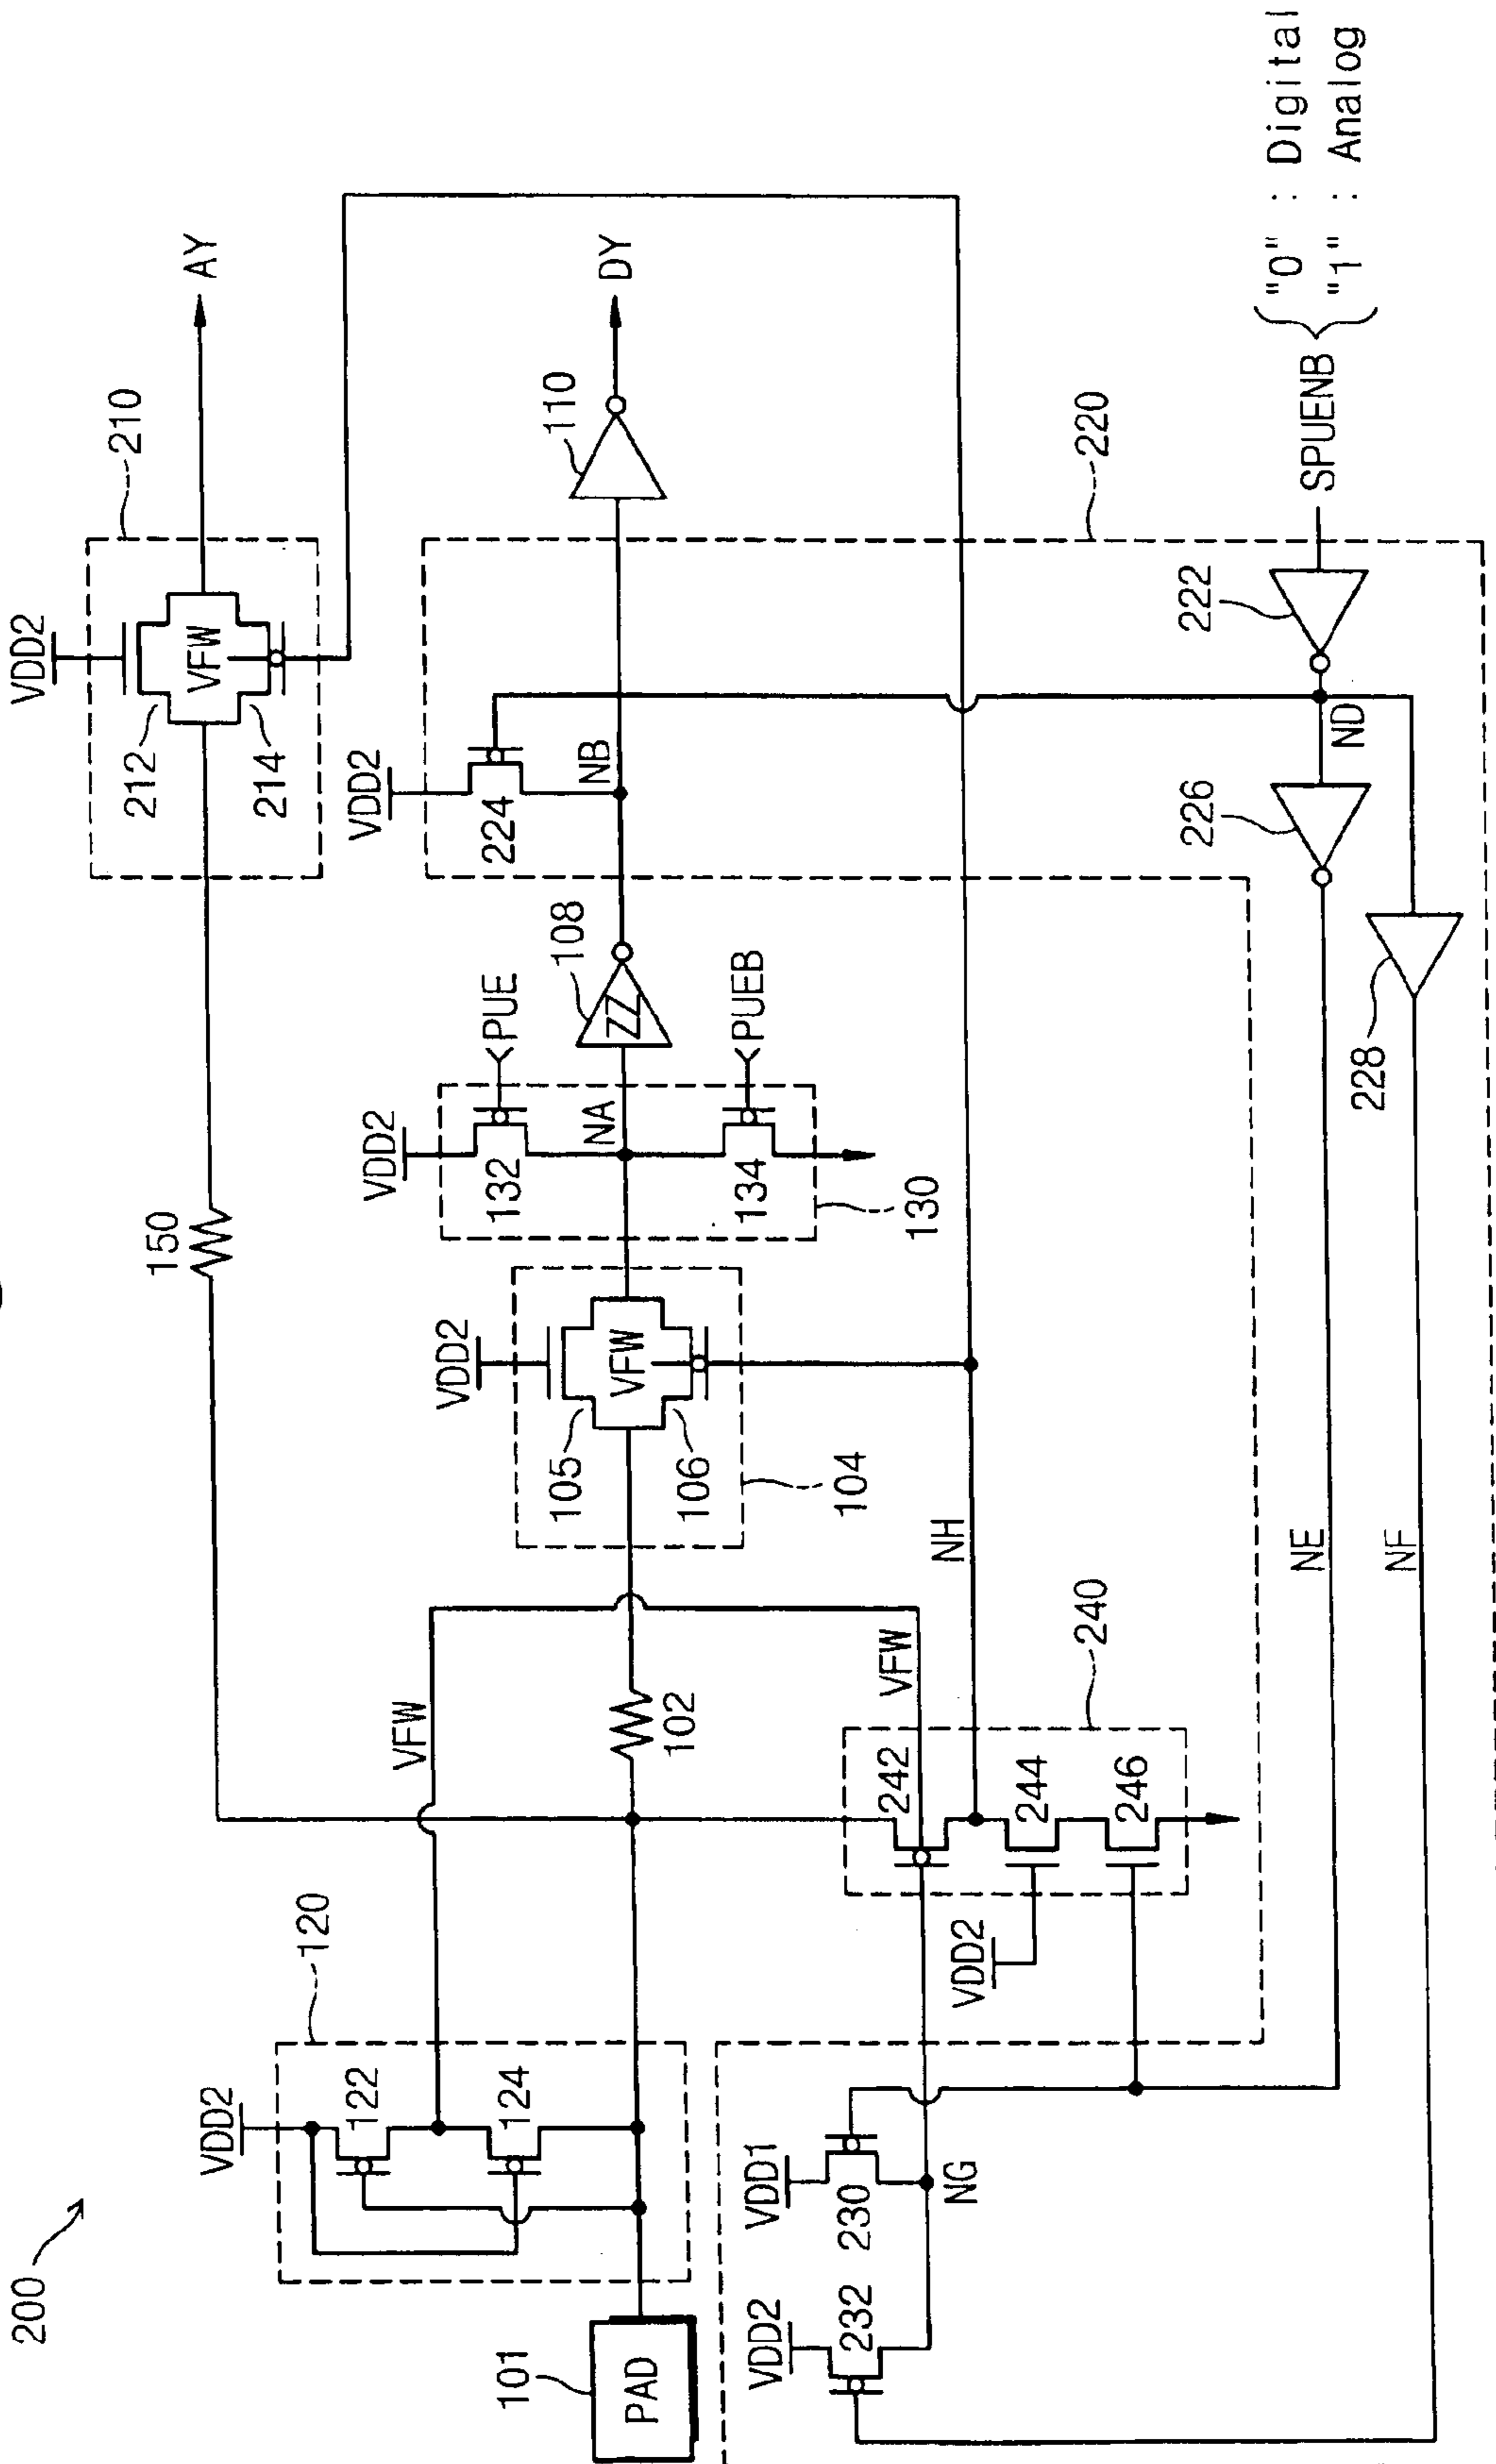 200
101
PAD
VDD2
120
122
124
VFW
150
102
VDD2
105
VFW
106
104
VDD2
PUE
132
NA
134
PUEB
130
108
ZZ
VDD2
212
VFW
214
210
AY
VDD2
224
NB
110
DY
220
NH
VFW
242
244
246
240
VDD2
VDD1
230
NG
VDD2
232
NE
NF
222
ND
226
228
SPUENB
"0" : Digital
"1" : Analog